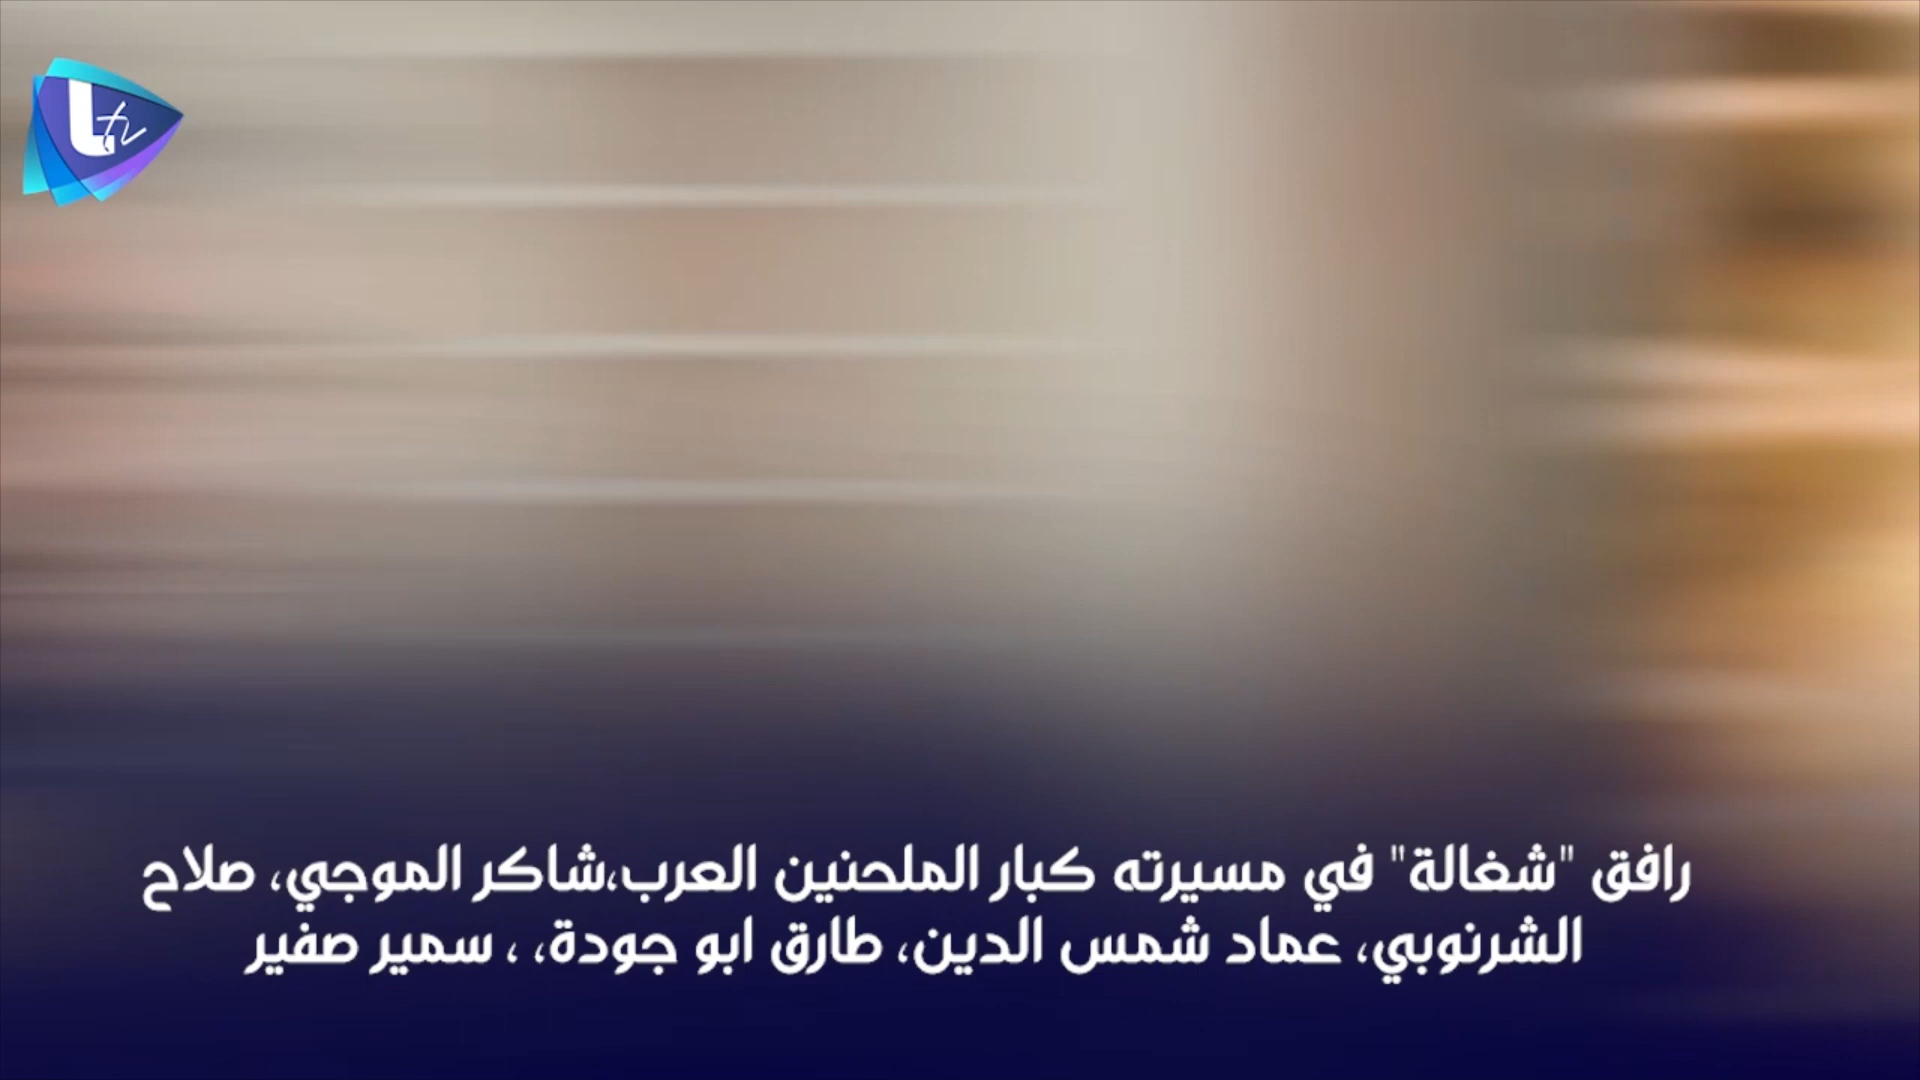 Ltv
رافق "شغالة" في مسيرته كبار الملحنين العرب،شاكر الموجي، صلاح
الشرنوبي، عماد شمس الدين، طارق ابو جودة، ، سمير صفير